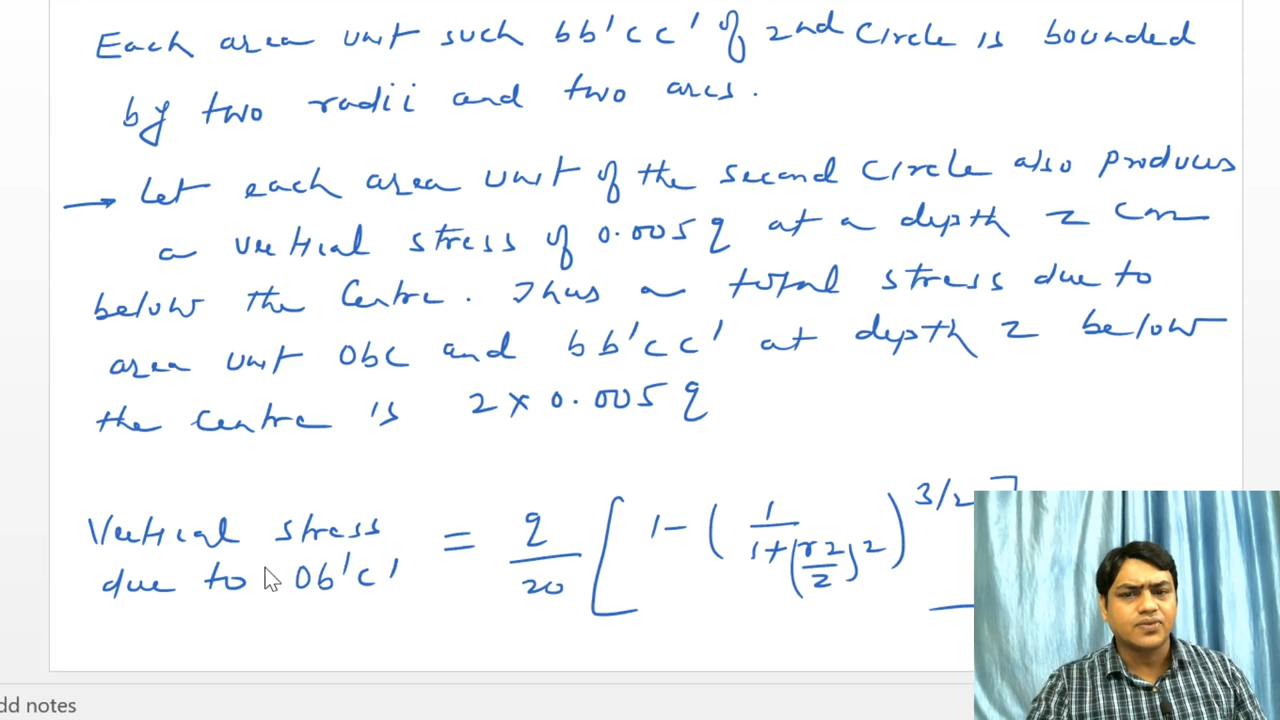 Each area unit such bb'cc' of 2nd Circle is bounded
by two radii and two arcs.
→ Let each area unit of the second Circle also produces
a vertical stress of 0.005 q at a depth z cm
below the Centre. Thus a total stress due to
area unit Obc and bb'cc' at depth z below
the centre is 2 × 0.005 q
Vertical stress due to Ob'c' = q/20 [ 1 - ( 1/(1+(r2/z)^2) )^3/2 ]
dd notes